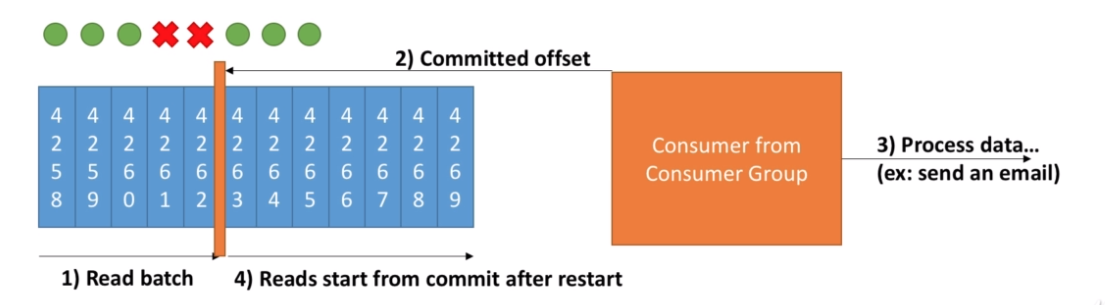 2) Committed offset
4258
4259
4260
4261
4262
4263
4264
4265
4266
4267
4268
4269
Consumer from
Consumer Group
3) Process data...
(ex: send an email)
1) Read batch
4) Reads start from commit after restart